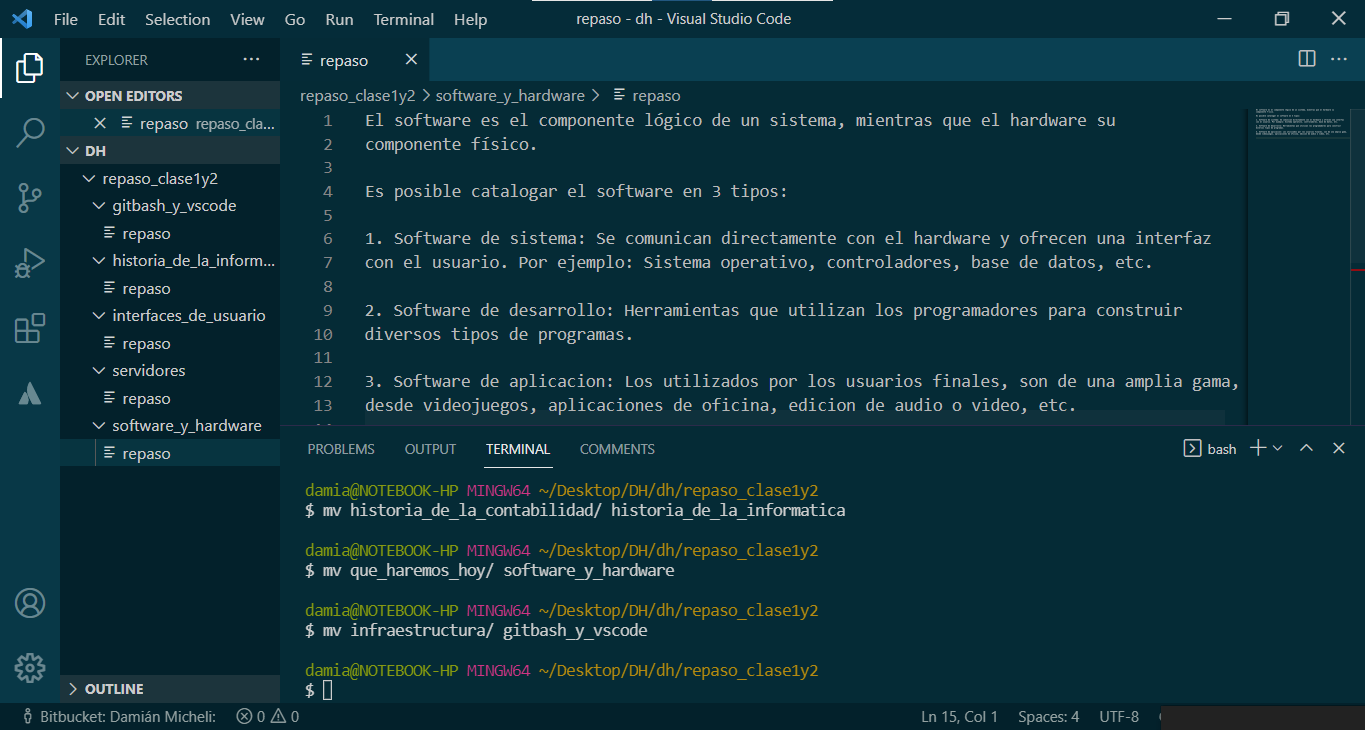 File Edit Selection View Go Run Terminal Help repaso - dh - Visual Studio Code
EXPLORER ...
OPEN EDITORS
repaso repaso_cla...
DH
repaso_clase1y2
gitbash_y_vscode
repaso
historia_de_la_inform...
repaso
interfaces_de_usuario
repaso
servidores
repaso
software_y_hardware
repaso
OUTLINE
repaso
repaso_clase1y2 > software_y_hardware > repaso
1 El software es el componente lógico de un sistema, mientras que el hardware su
2 componente físico.
3
4 Es posible catalogar el software en 3 tipos:
5
6 1. Software de sistema: Se comunican directamente con el hardware y ofrecen una interfaz
7 con el usuario. Por ejemplo: Sistema operativo, controladores, base de datos, etc.
8
9 2. Software de desarrollo: Herramientas que utilizan los programadores para construir
10 diversos tipos de programas.
11
12 3. Software de aplicacion: Los utilizados por los usuarios finales, son de una amplia gama,
13 desde videojuegos, aplicaciones de oficina, edicion de audio o video, etc.
PROBLEMS OUTPUT TERMINAL COMMENTS bash
damia@NOTEBOOK-HP MINGW64 ~/Desktop/DH/dh/repaso_clase1y2
$ mv historia_de_la_contabilidad/ historia_de_la_informatica
damia@NOTEBOOK-HP MINGW64 ~/Desktop/DH/dh/repaso_clase1y2
$ mv que_haremos_hoy/ software_y_hardware
damia@NOTEBOOK-HP MINGW64 ~/Desktop/DH/dh/repaso_clase1y2
$ mv infraestructura/ gitbash_y_vscode
damia@NOTEBOOK-HP MINGW64 ~/Desktop/DH/dh/repaso_clase1y2
$
Bitbucket: Damián Micheli: 0 0 Ln 15, Col 1 Spaces: 4 UTF-8